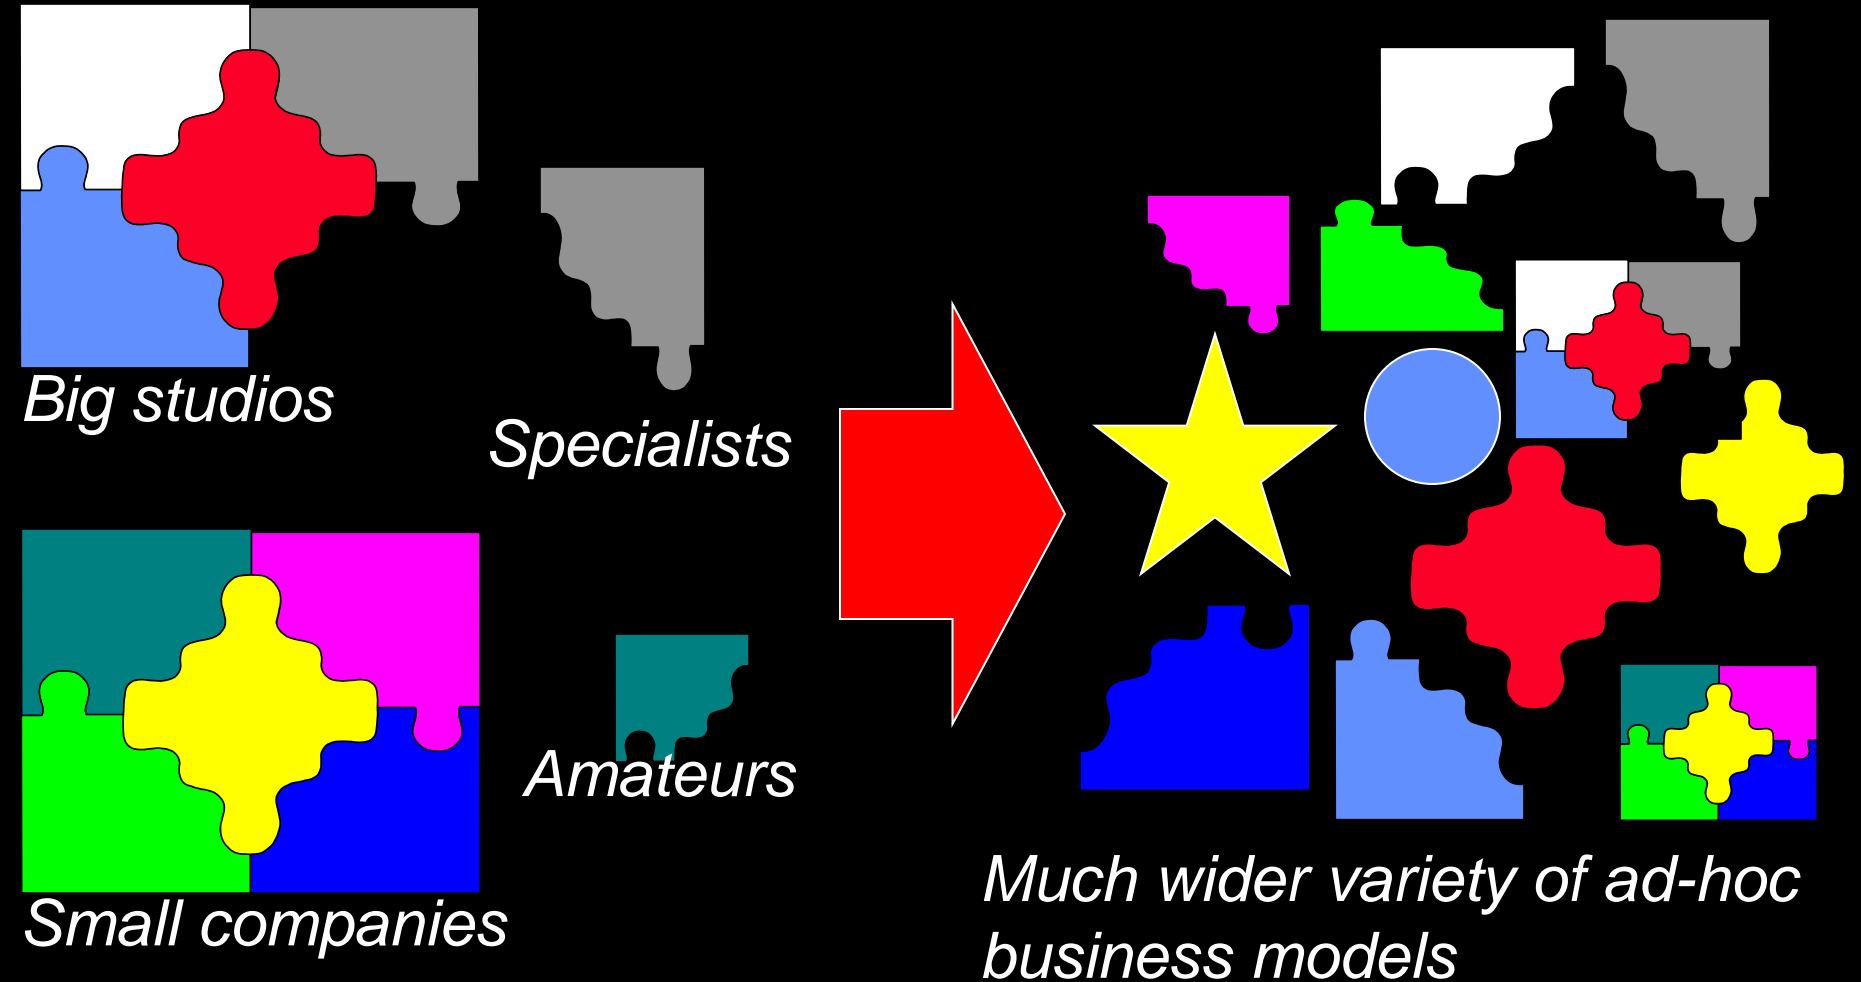 Big studios
Specialists
Amateurs
Small companies
Much wider variety of ad-hoc
business models